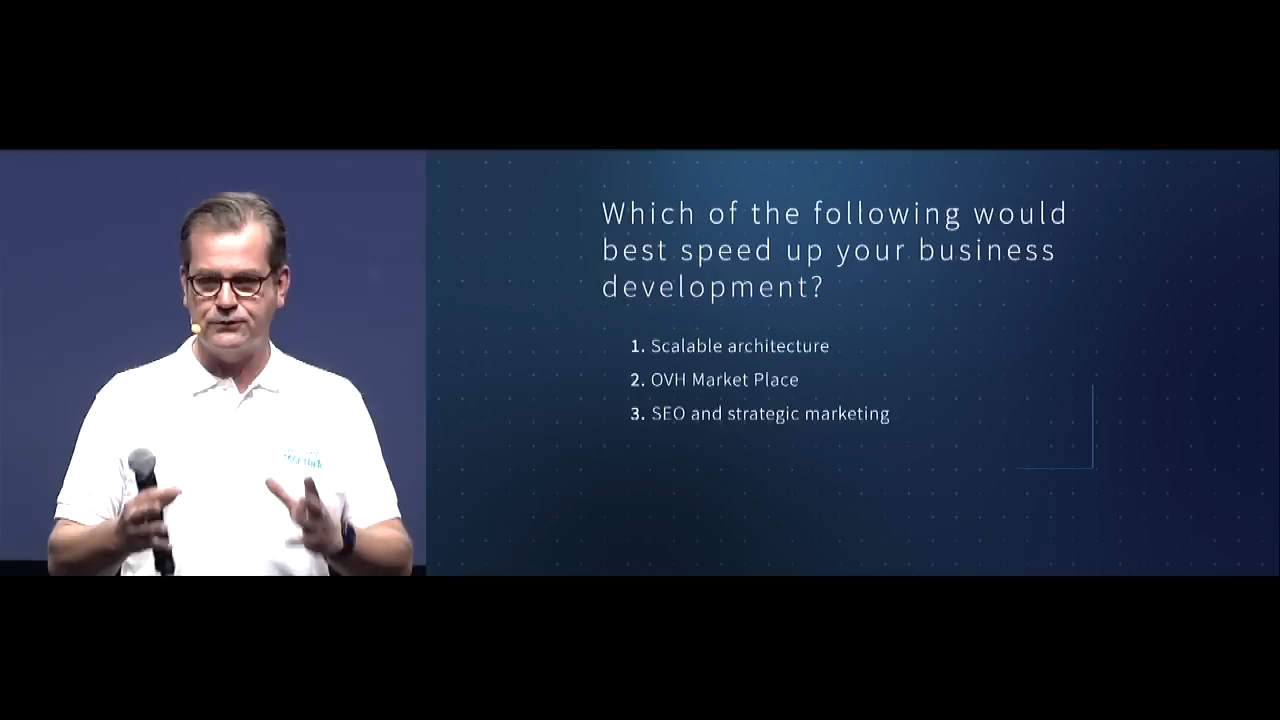 Which of the following would
best speed up your business
development?
1. Scalable architecture
2. OVH Market Place
3. SEO and strategic marketing